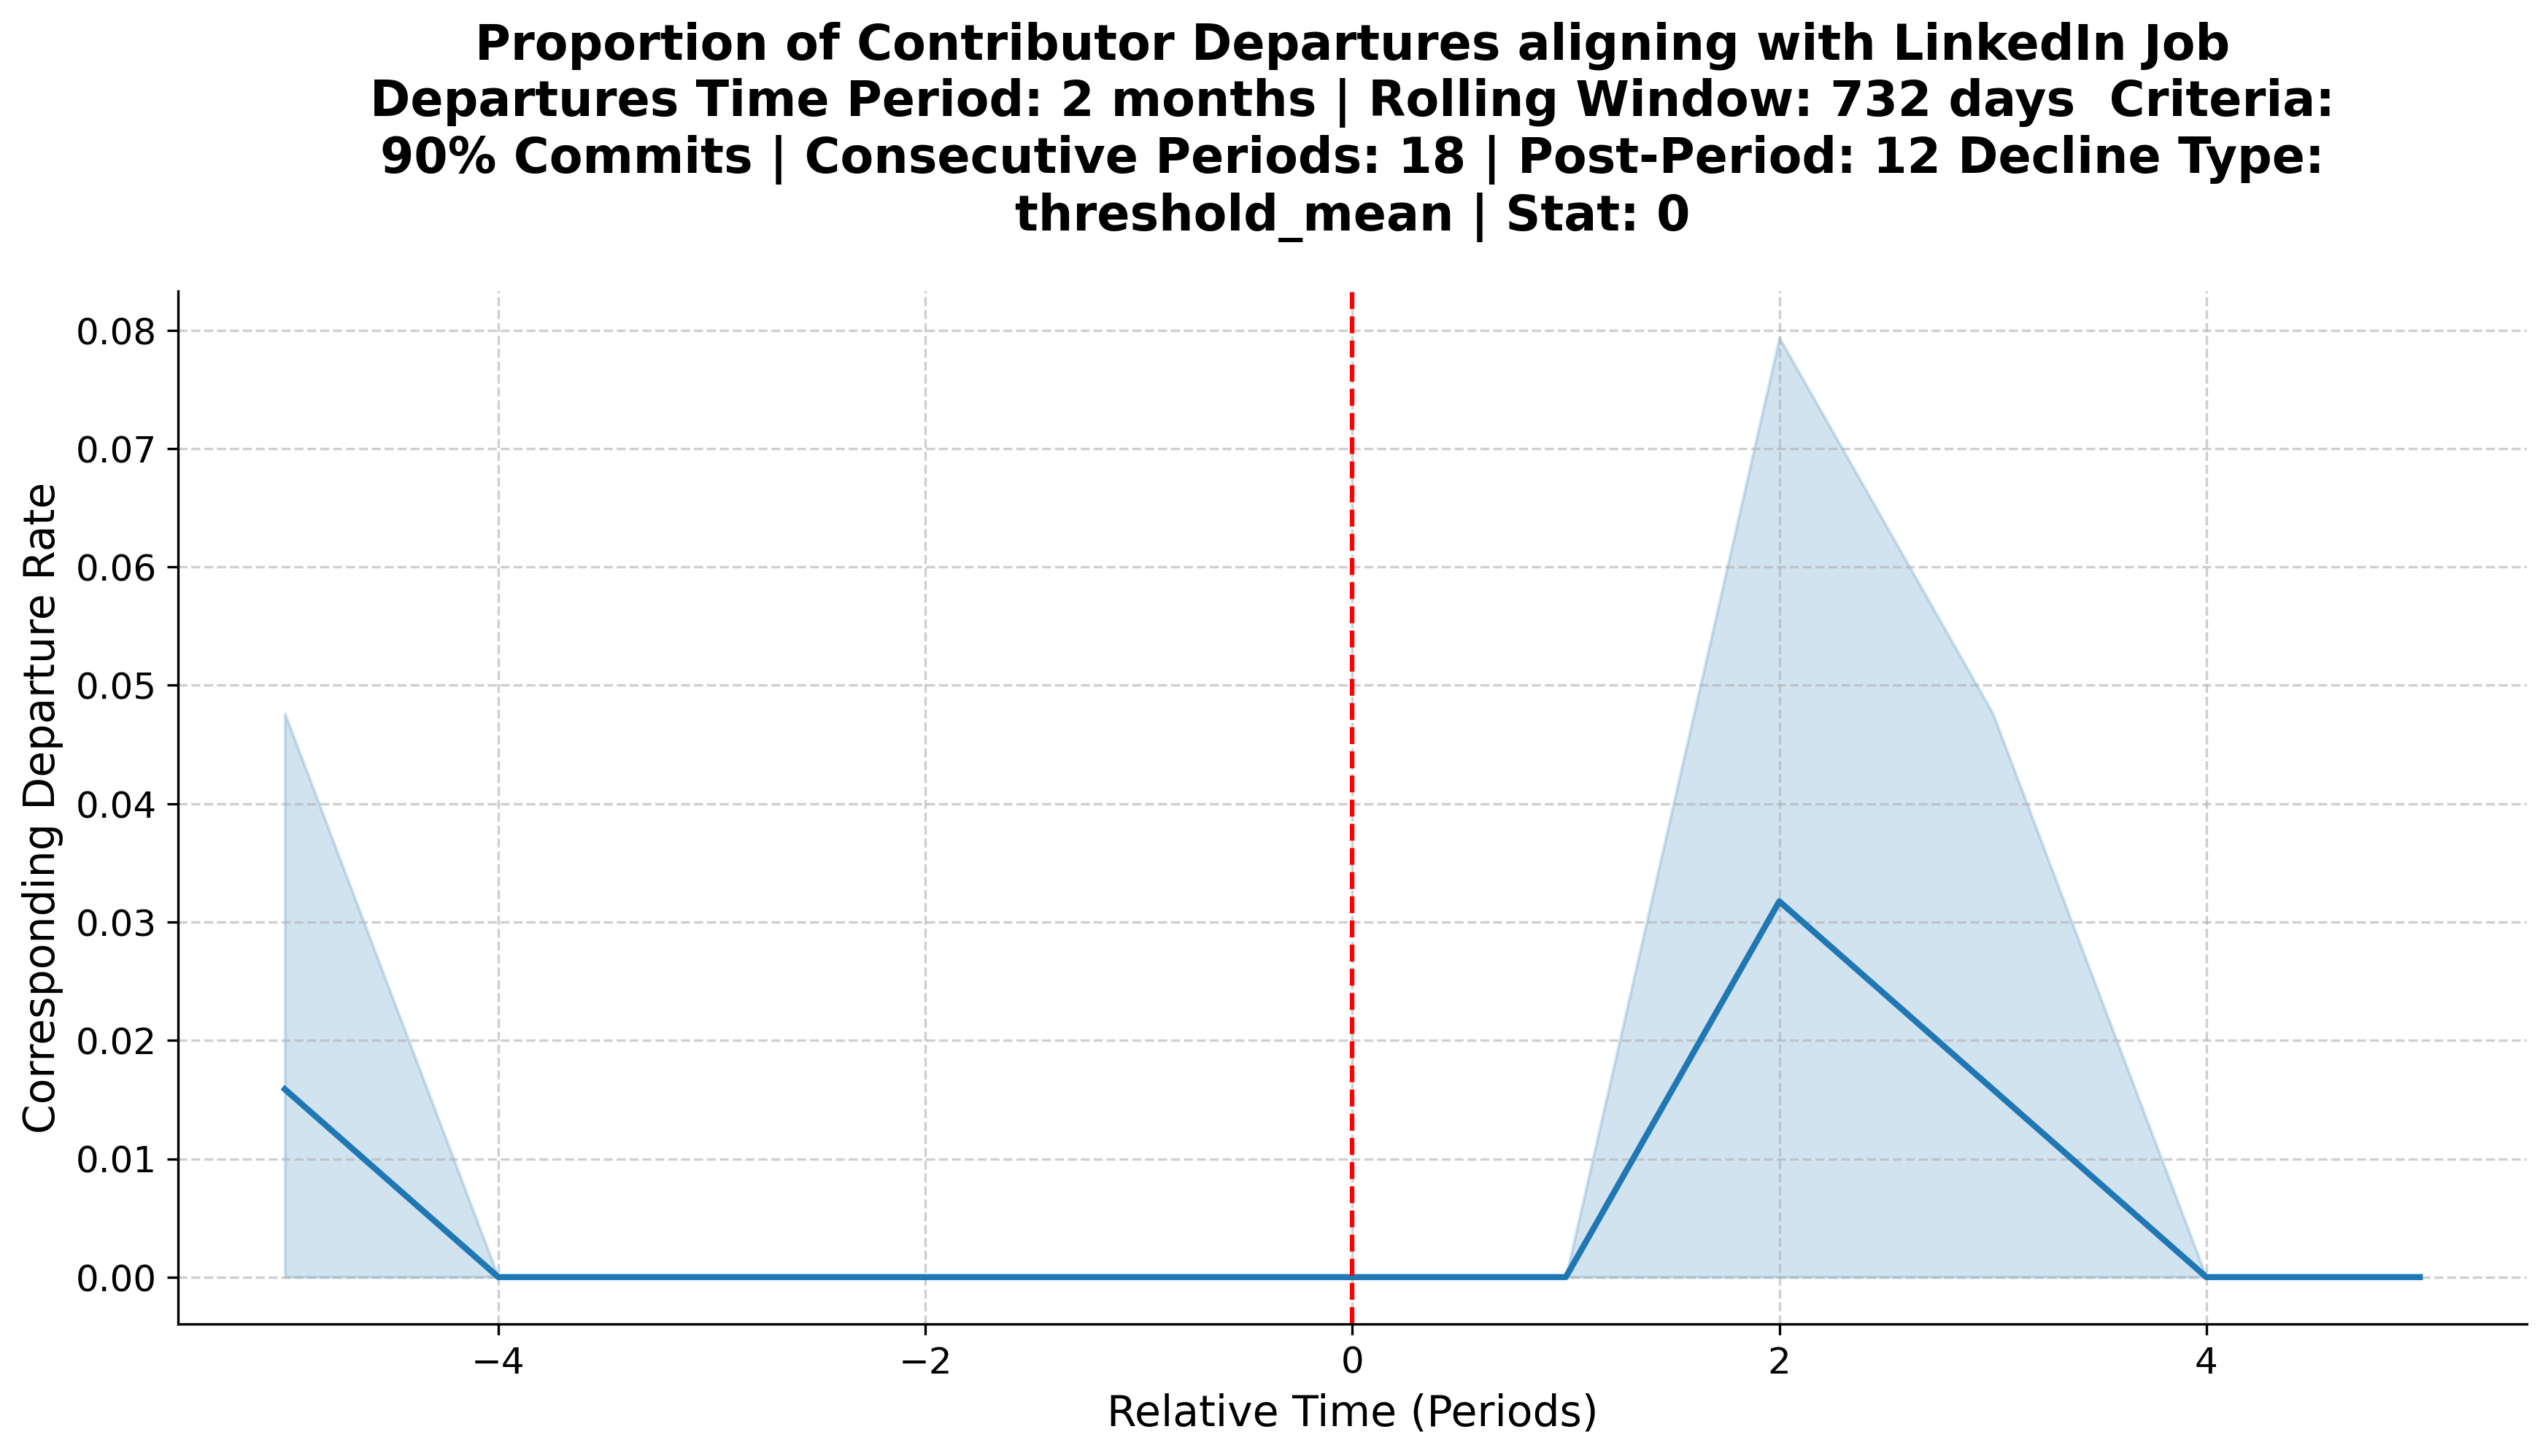 Proportion of Contributor Departures aligning with LinkedIn Job
Departures Time Period: 2 months | Rolling Window: 732 days  Criteria:
90% Commits | Consecutive Periods: 18 | Post-Period: 12 Decline Type:
threshold_mean | Stat: 0
Corresponding Departure Rate
0.08
0.07
0.06
0.05
0.04
0.03
0.02
0.01
0.00
−4
−2
0
2
4
Relative Time (Periods)